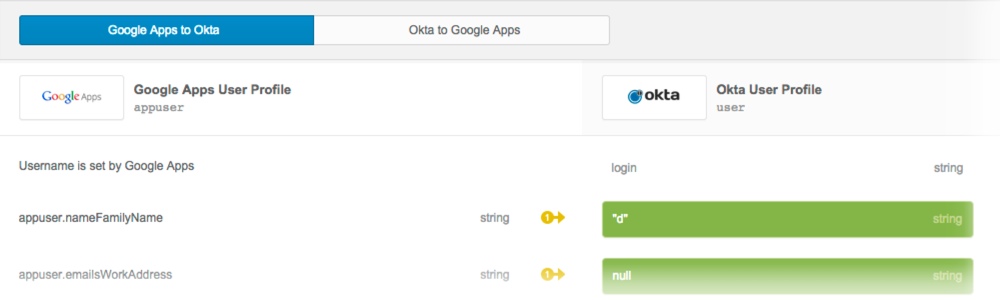 Google Apps to Okta
Okta to Google Apps
Google Apps
Google Apps User Profile
appuser
okta
Okta User Profile
user
Username is set by Google Apps
login string
appuser.nameFamilyName string 1 "d" string
appuser.emailsWorkAddress string 1 null string